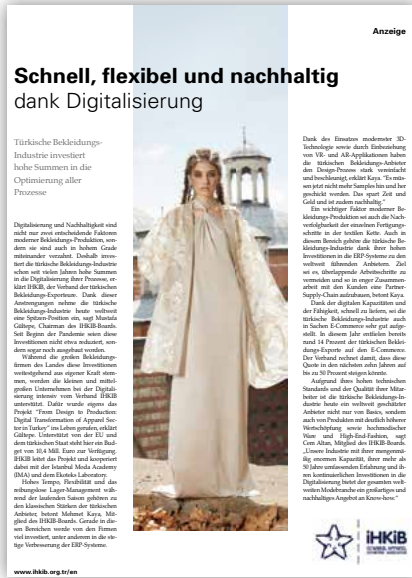 Anzeige
Schnell, flexibel und nachhaltig
dank Digitalisierung
Türkische Bekleidungs-
Industrie investiert
hohe Summen in die
Optimierung aller
Prozesse
Digitalisierung und Nachhaltigkeit sind
nicht nur zwei entscheidende Faktoren
moderner Bekleidungs-Produktion, son-
dern sie sind auch in hohem Grade
miteinander verzahnt. Deshalb inves-
tiert die türkische Bekleidungs-Industrie
schon seit vielen Jahren hohe Summen
in die Digitalisierung ihrer Prozesse, er-
klärt IHKIB, der Verband der türkischen
Bekleidungs-Exporteure. Dank dieser
Anstrengungen nehme die türkische
Bekleidungs-Industrie heute weltweit
eine Spitzen-Position ein, sagt Mustafa
Gültepe, Chairman des IHKIB-Boards.
Seit Beginn der Pandemie seien diese
Investitionen nicht etwa reduziert, son-
dern sogar noch ausgebaut worden.
Während die großen Bekleidungs-
firmen des Landes diese Investitionen
weitestgehend aus eigener Kraft stem-
men, werden die kleinen und mittel-
großen Unternehmen bei der Digitali-
sierung intensiv vom Verband IHKIB
unterstützt. Dafür wurde eigens das
Projekt "From Design to Production:
Digital Transformation of Apparel Sec-
tor in Turkey" ins Leben gerufen, erklärt
Gültepe. Unterstützt von der EU und
dem türkischen Staat steht hier ein Bud-
get von 10,4 Mill. Euro zur Verfügung.
IHKIB leitet das Projekt und kooperiert
dabei mit der Istanbul Moda Academy
(IMA) und dem Ekoteks Laboratory.
Hohes Tempo, Flexibilität und das
reibungslose Lager-Management wäh-
rend der laufenden Saison gehören zu
den klassischen Stärken der türkischen
Anbieter, betont Mehmet Kaya, Mit-
glied des IHKIB-Boards. Gerade in die-
sen Bereichen werde von den Firmen
viel investiert, unter anderem in die ste-
tige Verbesserung der ERP-Systeme.
Dank des Einsatzes modernster 3D-
Technologie sowie durch Einbeziehung
von VR- und AR-Applikationen haben
die türkischen Bekleidungs-Anbieter
den Design-Prozess stark vereinfacht
und beschleunigt, erklärt Kaya. "Es müs-
sen jetzt nicht mehr Samples hin und her
geschickt werden. Das spart Zeit und
Geld und ist zudem nachhaltig."
Ein wichtiger Faktor moderner Be-
kleidungs-Produktion sei auch die Nach-
verfolgbarkeit der einzelnen Fertigungs-
schritte in der textilen Kette. Auch in
diesem Bereich gehöre die türkische Be-
kleidungs-Industrie dank ihrer hohen
Investitionen in die ERP-Systeme zu den
weltweit führenden Anbietern. Ziel
sei es, überlappende Arbeitsschritte zu
vermeiden und so in enger Zusammen-
arbeit mit den Kunden eine Partner-
Supply-Chain aufzubauen, betont Kaya.
Dank der digitalen Kapazitäten und
der Fähigkeit, schnell zu liefern, sei die
türkische Bekleidungs-Industrie auch
in Sachen E-Commerce sehr gut aufge-
stellt. In diesem Jahr entfielen bereits
rund 14 Prozent der türkischen Beklei-
dungs-Exporte auf den E-Commerce.
Der Verband rechnet damit, dass diese
Quote in den nächsten zehn Jahren auf
bis zu 50 Prozent steigen könnte.
Aufgrund ihres hohen technischen
Standards und der Qualität ihrer Mitar-
beiter ist die türkische Bekleidungs-In-
dustrie heute ein weltweit geschätzter
Anbieter nicht nur von Basics, sondern
auch von Produkten mit deutlich höherer
Wertschöpfung sowie hochmodischer
Ware und High-End-Fashion, sagt
Cem Altan, Mitglied des IHKIB-Boards.
„Unsere Industrie mit ihrer mengenmä-
ßig enormen Kapazität, ihrer mehr als
50 Jahre umfassenden Erfahrung und ih-
ren kontinuierlichen Investitionen in die
Digitalisierung bietet der gesamten welt-
weiten Modebranche ein großartiges und
nachhaltiges Angebot an Know-how."
iHKiB
www.ihkib.org.tr/en